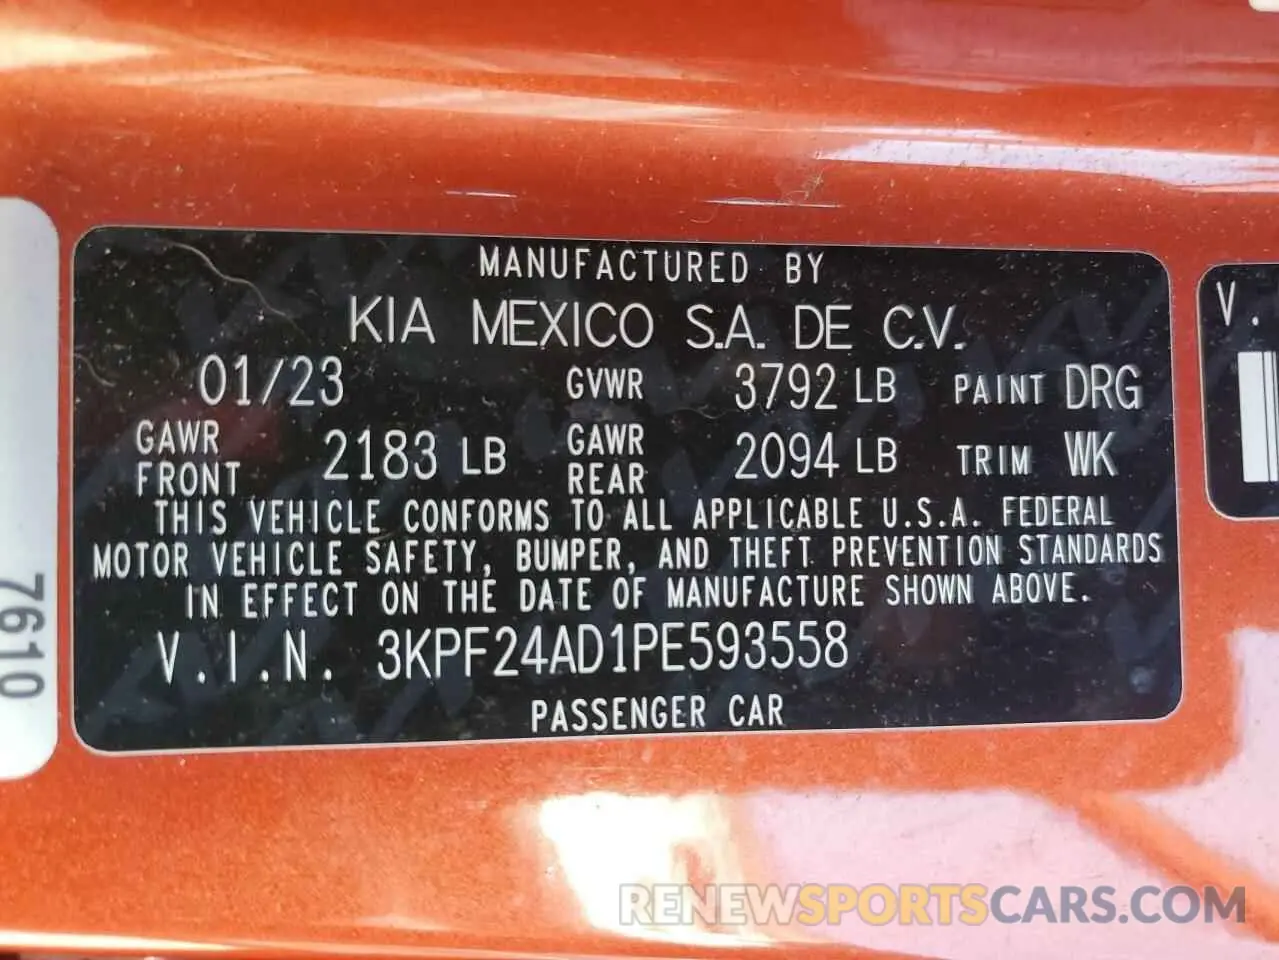 MANUFACTURED BY
KIA MEXICO S.A. DE C.V.
01/23 GVWR 3792 LB PAINT DRG
GAWR FRONT 2183 LB GAWR REAR 2094 LB TRIM WK
THIS VEHICLE CONFORMS TO ALL APPLICABLE U.S.A. FEDERAL
MOTOR VEHICLE SAFETY, BUMPER, AND THEFT PREVENTION STANDARDS
IN EFFECT ON THE DATE OF MANUFACTURE SHOWN ABOVE.
V.I.N. 3KPF24AD1PE593558
PASSENGER CAR
7610
V.
RENEWSPORTSCARS.COM